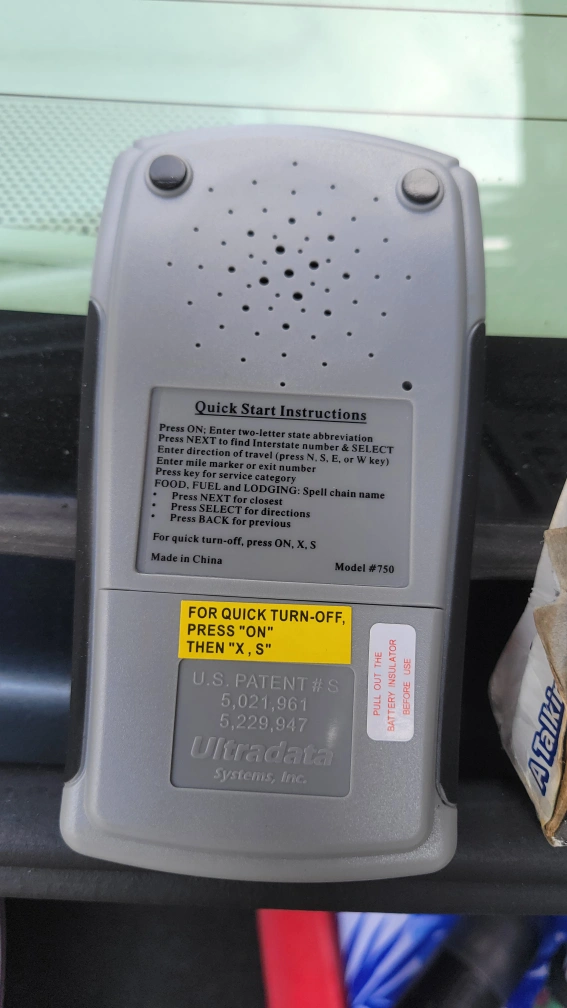 Quick Start Instructions
Press ON; Enter two-letter state abbreviation
Press NEXT to find Interstate number & SELECT
Enter direction of travel (press N, S, E, or W key)
Enter mile marker or exit number
Press key for service category
FOOD, FUEL and LODGING: Spell chain name
• Press NEXT for closest
• Press SELECT for directions
• Press BACK for previous
For quick turn-off, press ON, X, S
Made in China
Model #750
FOR QUICK TURN-OFF,
PRESS "ON"
THEN "X , S"
PULL OUT THE
BATTERY INSULATOR
BEFORE USE
U.S. PATENT # S
5,021,961
5,229,947
Ultradata
Systems, Inc.
A Talki